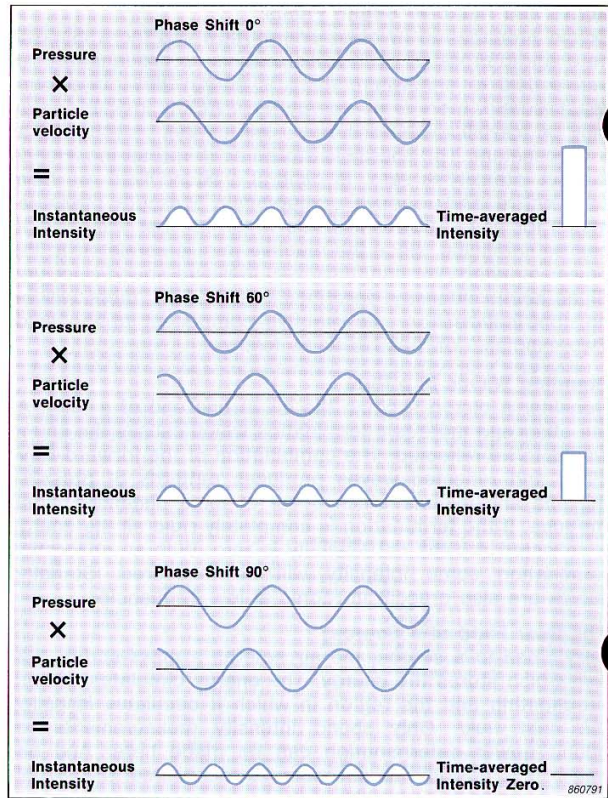 Phase Shift 0°
Pressure
×
Particle
velocity
=
Instantaneous
Intensity
Time-averaged
Intensity
Phase Shift 60°
Pressure
×
Particle
velocity
=
Instantaneous
Intensity
Time-averaged
Intensity
Phase Shift 90°
Pressure
×
Particle
velocity
=
Instantaneous
Intensity
Time-averaged
Intensity Zero.
860791